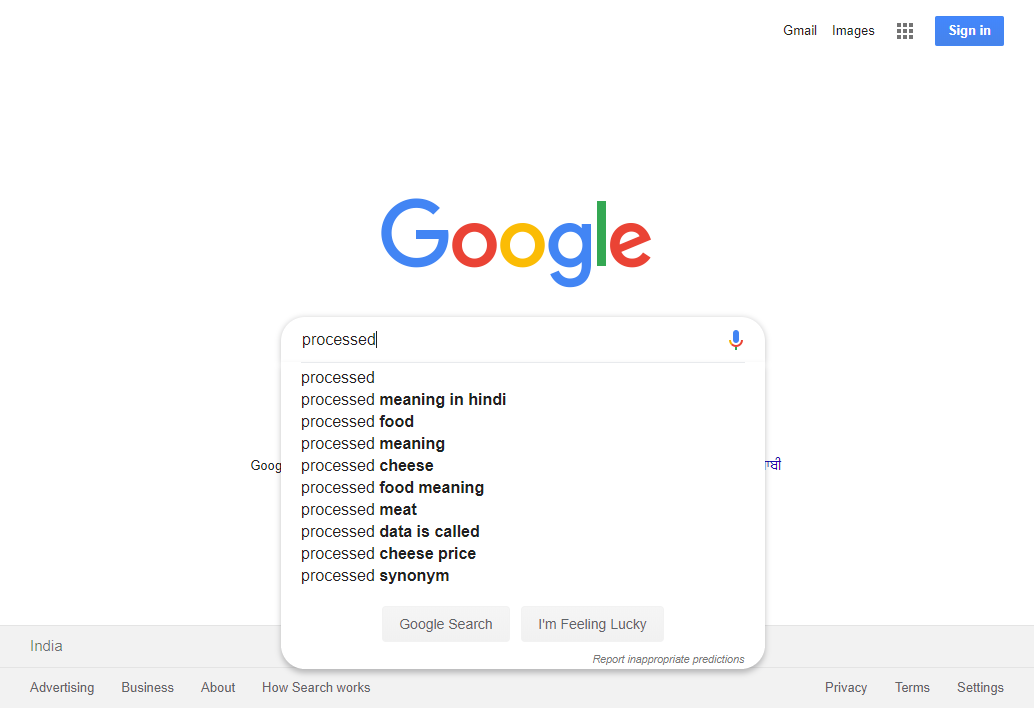 Gmail Images Sign in
Google
processed
processed
processed meaning in hindi
processed food
processed meaning
processed cheese
Goog
processed food meaning
processed meat
processed data is called
processed cheese price
processed synonym
Google Search I'm Feeling Lucky
India
Report inappropriate predictions
Advertising Business About How Search works Privacy Terms Settings